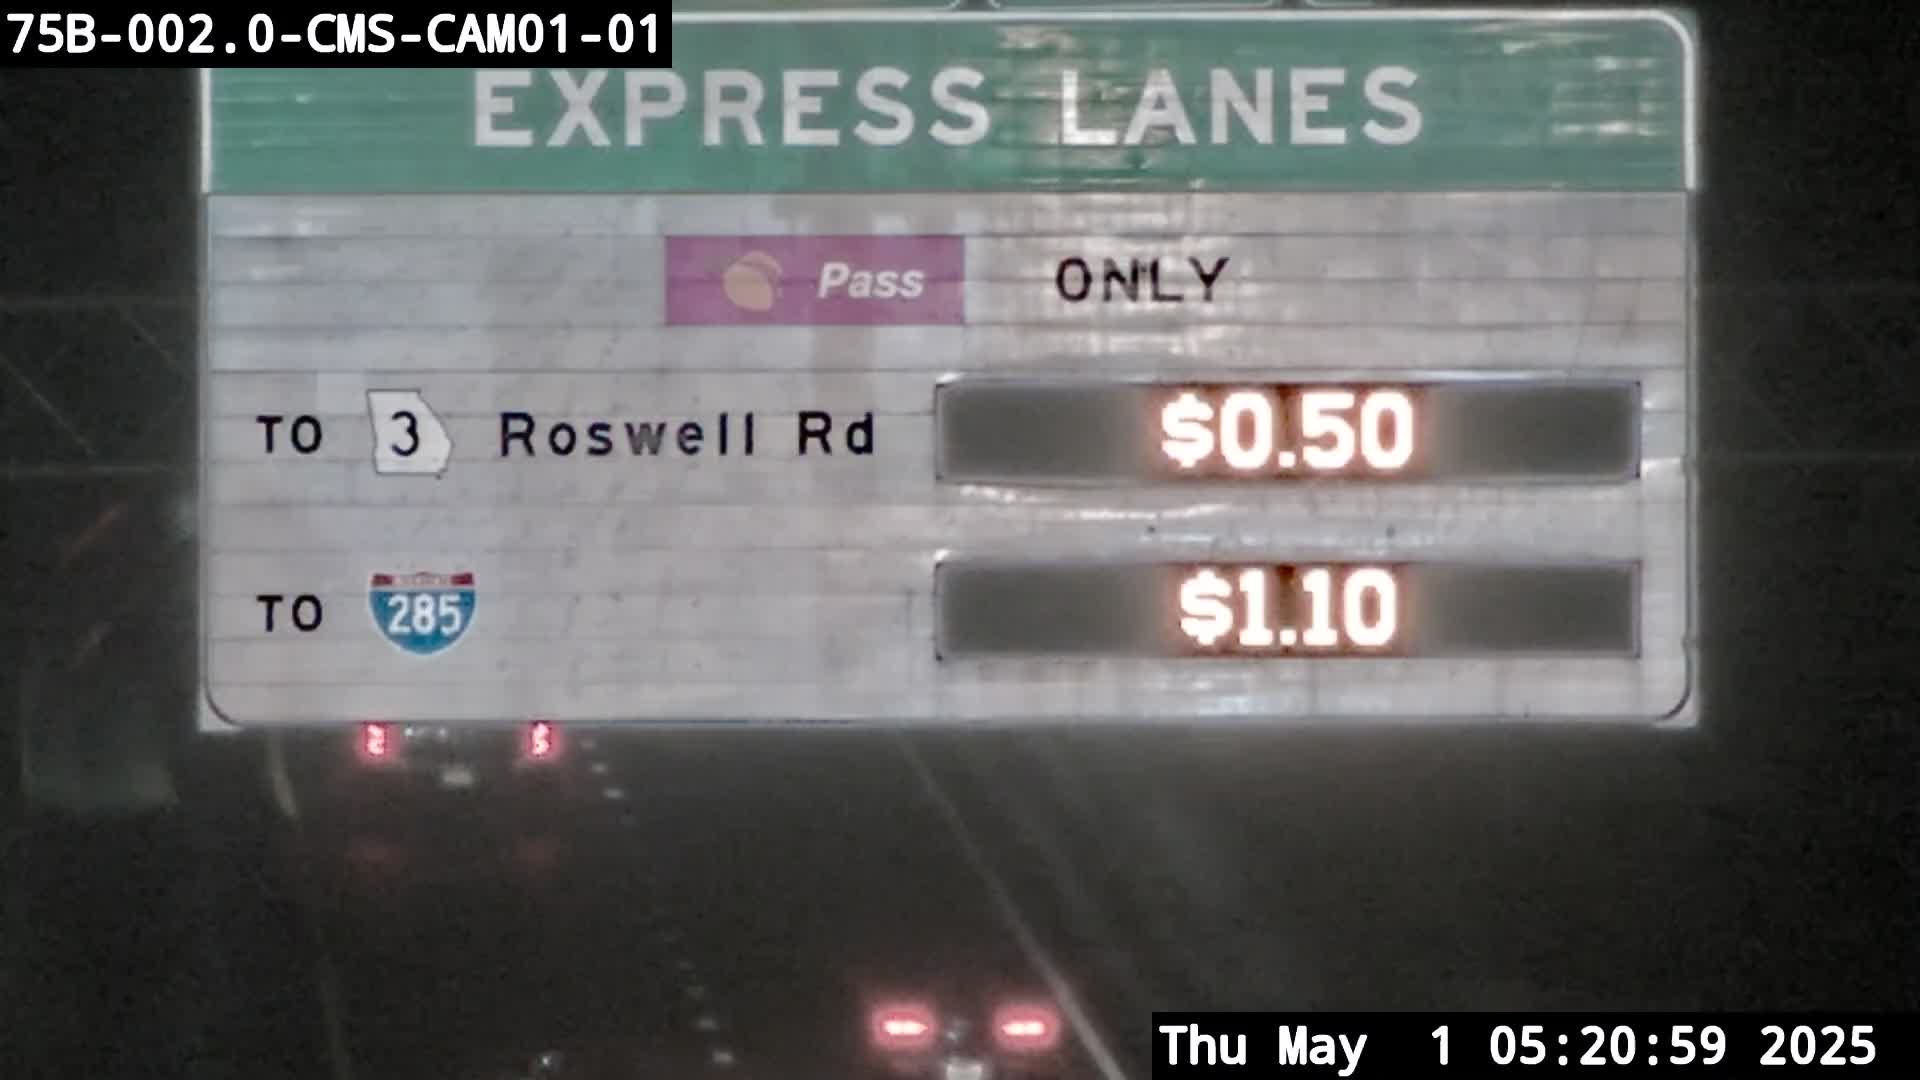 75B-002.0-CMS-CAM01-01
EXPRESS LANES
Pass ONLY
TO 3 Roswell Rd $0.50
TO 285 $1.10
Thu May 1 05:20:59 2025